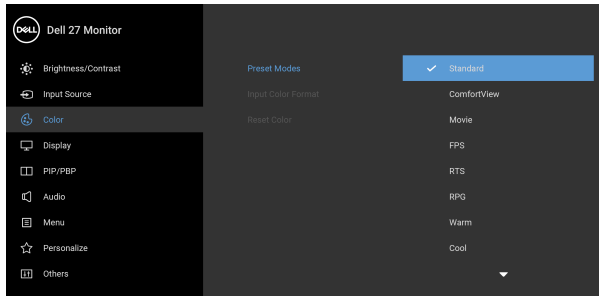 DELL Dell 27 Monitor
Brightness/Contrast
Input Source
Color
Display
PIP/PBP
Audio
Menu
Personalize
Others
Preset Modes
Input Color Format
Reset Color
Standard
ComfortView
Movie
FPS
RTS
RPG
Warm
Cool